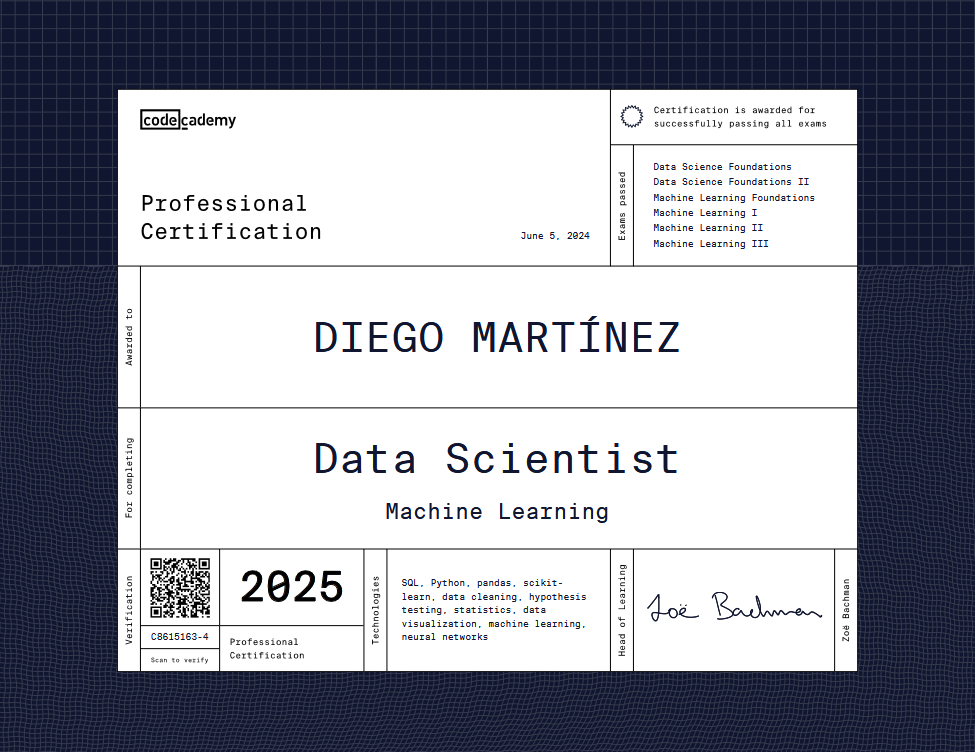 codecademy
Professional
Certification
June 5, 2024
Certification is awarded for
successfully passing all exams
Exams passed
Data Science Foundations
Data Science Foundations II
Machine Learning Foundations
Machine Learning I
Machine Learning II
Machine Learning III
Awarded to
DIEGO MARTÍNEZ
For completing
Data Scientist
Machine Learning
Verification
C8615163-4
Scan to verify
2025
Professional
Certification
Technologies
SQL, Python, pandas, scikit-
learn, data cleaning, hypothesis
testing, statistics, data
visualization, machine learning,
neural networks
Head of Learning
Zoë Bachman
Zoë Bachman